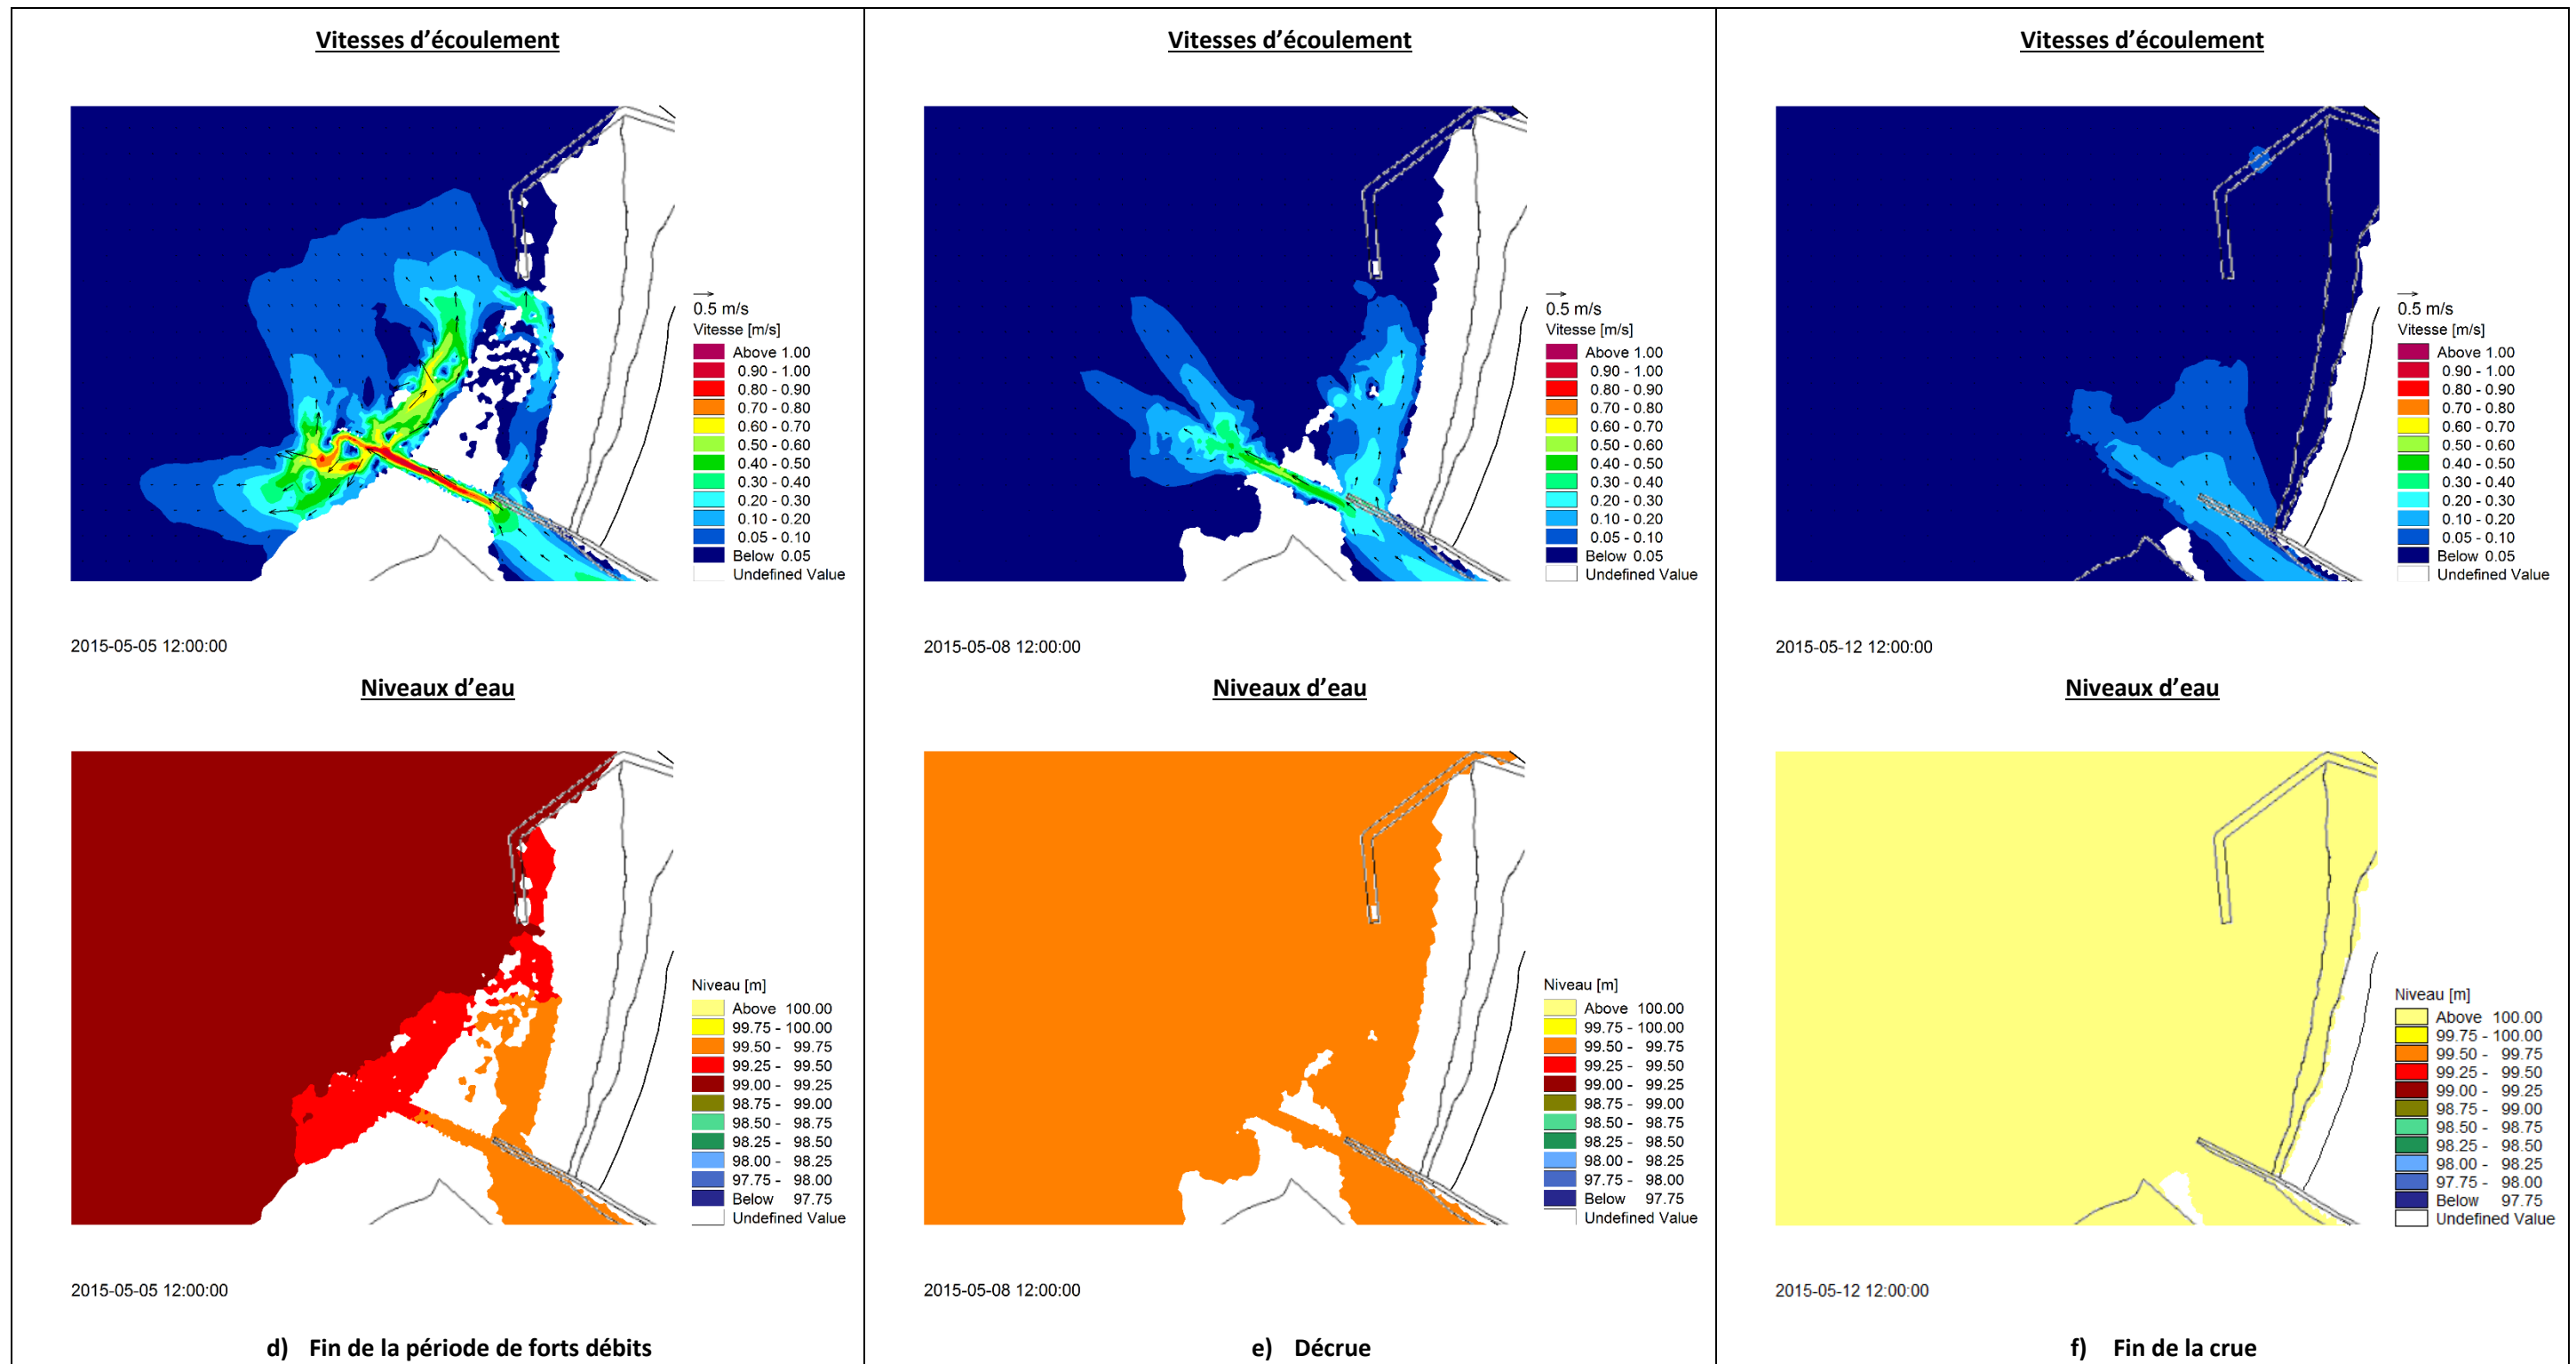 Vitesses d'écoulement
0.5 m/s
Vitesse [m/s]
Above 1.00
0.90 - 1.00
0.80 - 0.90
0.70 - 0.80
0.60 - 0.70
0.50 - 0.60
0.40 - 0.50
0.30 - 0.40
0.20 - 0.30
0.10 - 0.20
0.05 - 0.10
Below 0.05
Undefined Value
2015-05-05 12:00:00
Niveaux d'eau
Niveau [m]
Above 100.00
99.75 - 100.00
99.50 - 99.75
99.25 - 99.50
99.00 - 99.25
98.75 - 99.00
98.50 - 98.75
98.25 - 98.50
98.00 - 98.25
97.75 - 98.00
Below 97.75
Undefined Value
2015-05-05 12:00:00
d) Fin de la période de forts débits
Vitesses d'écoulement
0.5 m/s
Vitesse [m/s]
Above 1.00
0.90 - 1.00
0.80 - 0.90
0.70 - 0.80
0.60 - 0.70
0.50 - 0.60
0.40 - 0.50
0.30 - 0.40
0.20 - 0.30
0.10 - 0.20
0.05 - 0.10
Below 0.05
Undefined Value
2015-05-08 12:00:00
Niveaux d'eau
Niveau [m]
Above 100.00
99.75 - 100.00
99.50 - 99.75
99.25 - 99.50
99.00 - 99.25
98.75 - 99.00
98.50 - 98.75
98.25 - 98.50
98.00 - 98.25
97.75 - 98.00
Below 97.75
Undefined Value
2015-05-08 12:00:00
e) Décrue
Vitesses d'écoulement
0.5 m/s
Vitesse [m/s]
Above 1.00
0.90 - 1.00
0.80 - 0.90
0.70 - 0.80
0.60 - 0.70
0.50 - 0.60
0.40 - 0.50
0.30 - 0.40
0.20 - 0.30
0.10 - 0.20
0.05 - 0.10
Below 0.05
Undefined Value
2015-05-12 12:00:00
Niveaux d'eau
Niveau [m]
Above 100.00
99.75 - 100.00
99.50 - 99.75
99.25 - 99.50
99.00 - 99.25
98.75 - 99.00
98.50 - 98.75
98.25 - 98.50
98.00 - 98.25
97.75 - 98.00
Below 97.75
Undefined Value
2015-05-12 12:00:00
f) Fin de la crue